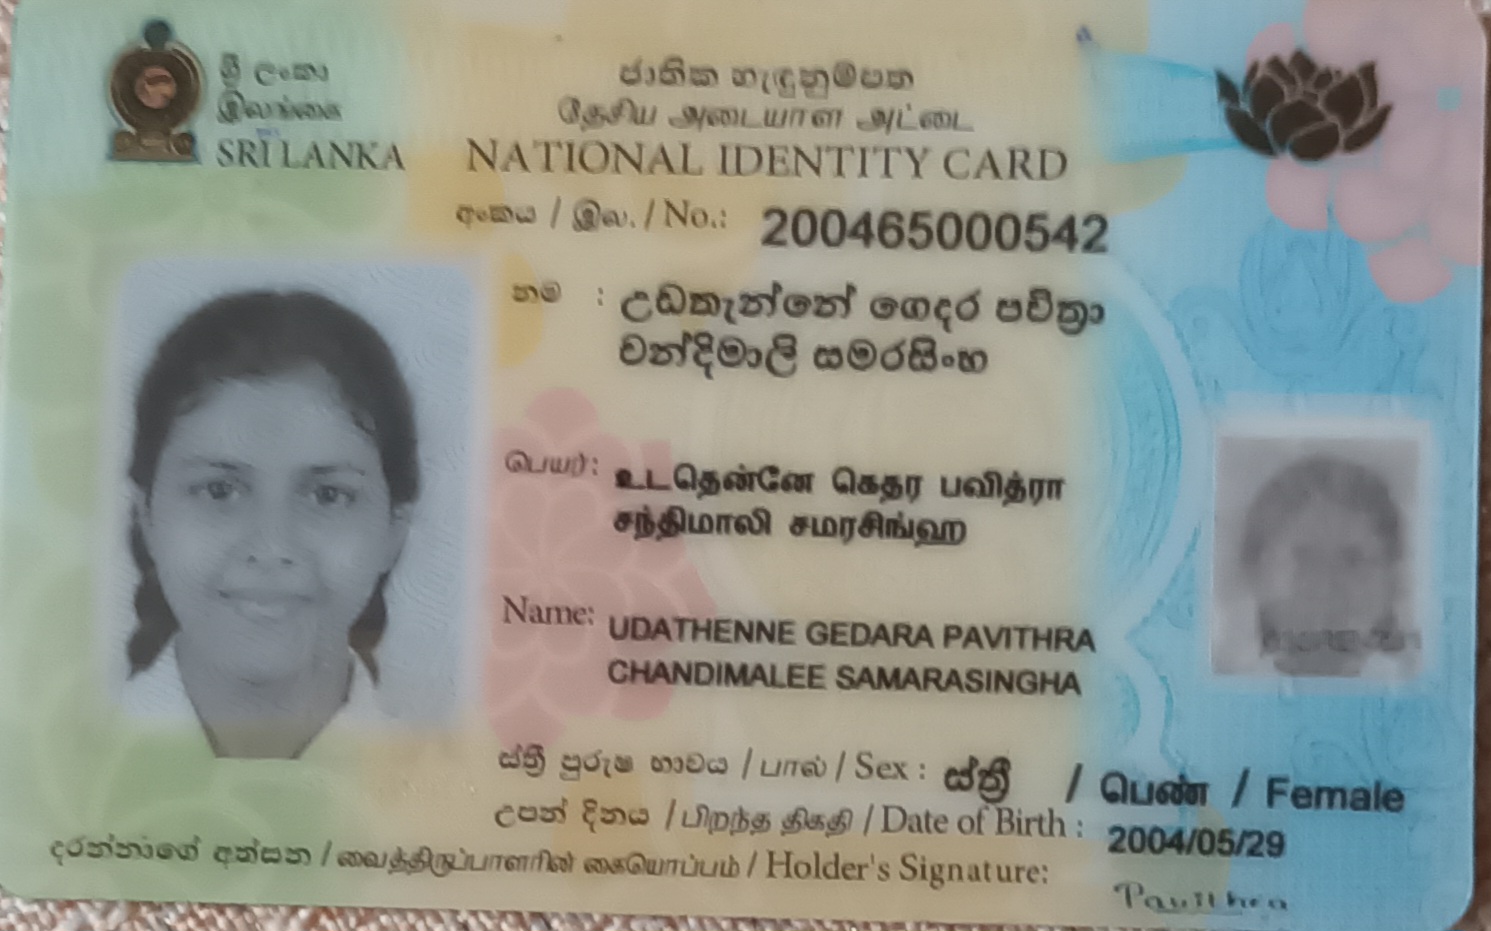 ශ්‍රී ලංකා
இலங்கை
SRI LANKA
ජාතික හැඳුනුම්පත
தேசிய அடையாள அட்டை
NATIONAL IDENTITY CARD
අංකය / இல. / No.: 200465000542
නම : උඩතැන්නේ ගෙදර පවිත්‍රා
චන්දිමාලි සමරසිංහ
பெயர்: உடதென்னே கெதர பவித்ரா
சந்திமாலி சமரசிங்ஹ
Name: UDATHENNE GEDARA PAVITHRA
CHANDIMALEE SAMARASINGHA
ස්ත්‍රී පුරුෂ භාවය / பால் / Sex : ස්ත්‍රී / பெண் / Female
උපන් දිනය / பிறந்த திகதி / Date of Birth : 2004/05/29
දරන්නාගේ අත්සන / வைத்திருப்பாளரின் கையொப்பம் / Holder's Signature:
Pavithra